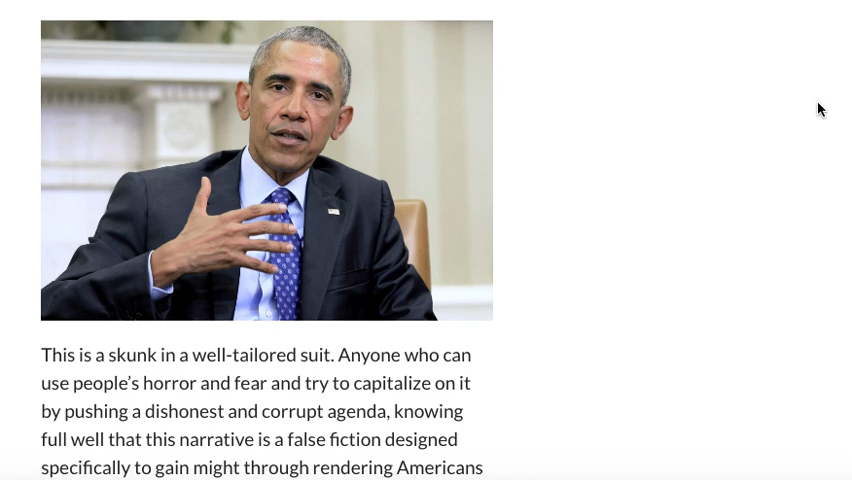 This is a skunk in a well-tailored suit. Anyone who can
use people’s horror and fear and try to capitalize on it
by pushing a dishonest and corrupt agenda, knowing
full well that this narrative is a false fiction designed
specifically to gain might through rendering Americans